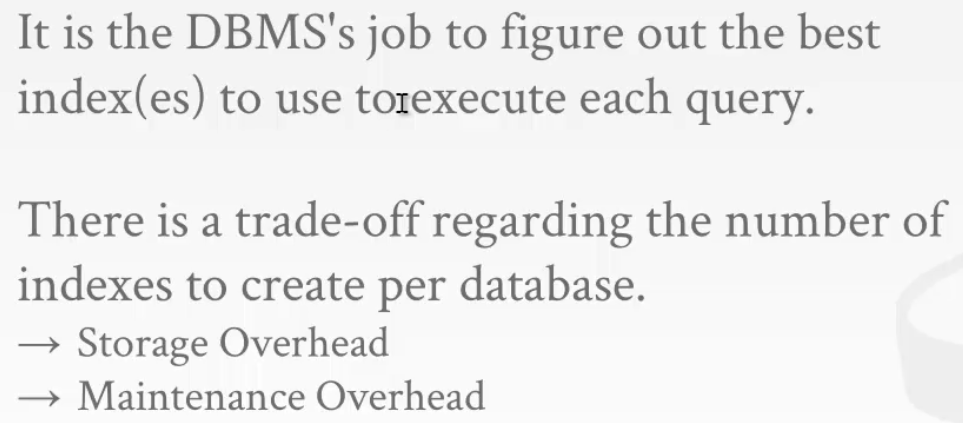 It is the DBMS's job to figure out the best
index(es) to use to execute each query.
There is a trade-off regarding the number of
indexes to create per database.
→ Storage Overhead
→ Maintenance Overhead